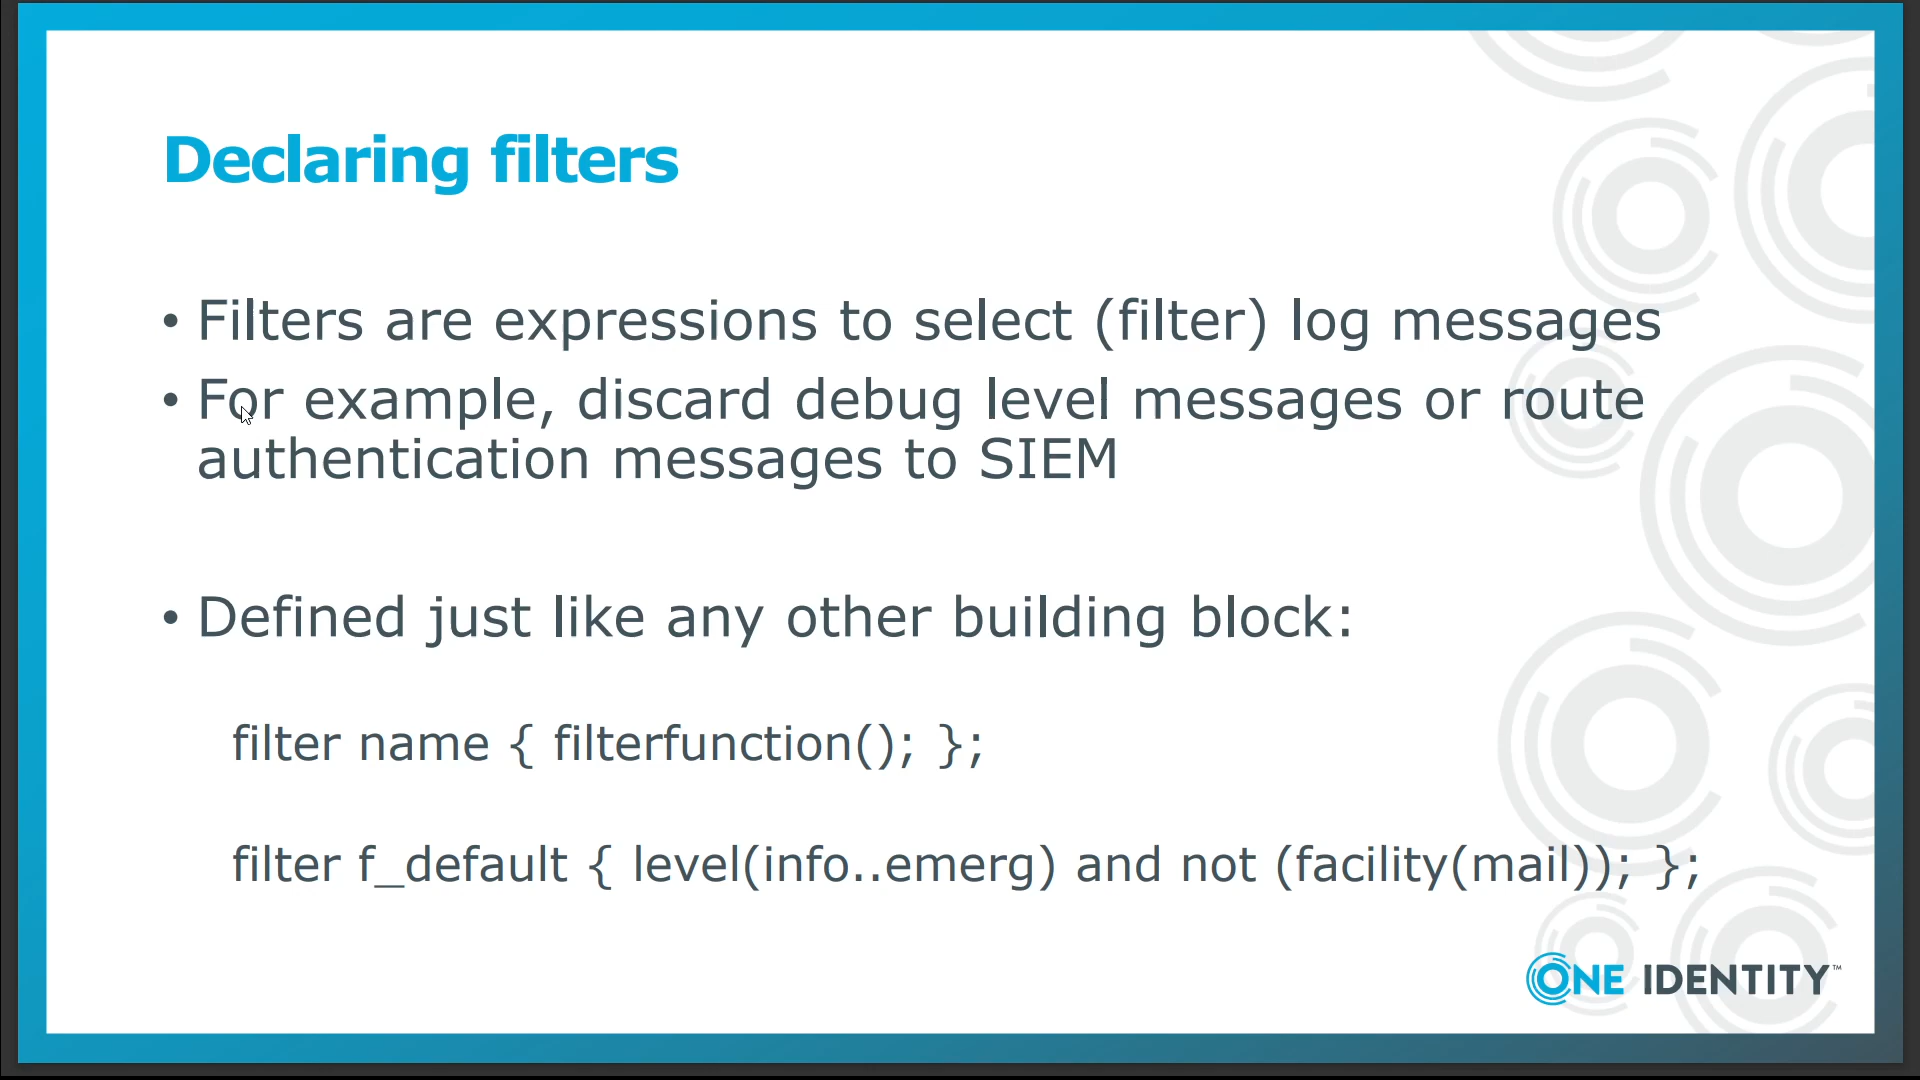 Declaring filters
• Filters are expressions to select (filter) log messages
• For example, discard debug level messages or route
authentication messages to SIEM
• Defined just like any other building block:
filter name { filterfunction(); };
filter f_default { level(info..emerg) and not (facility(mail)); };
ONE IDENTITY™